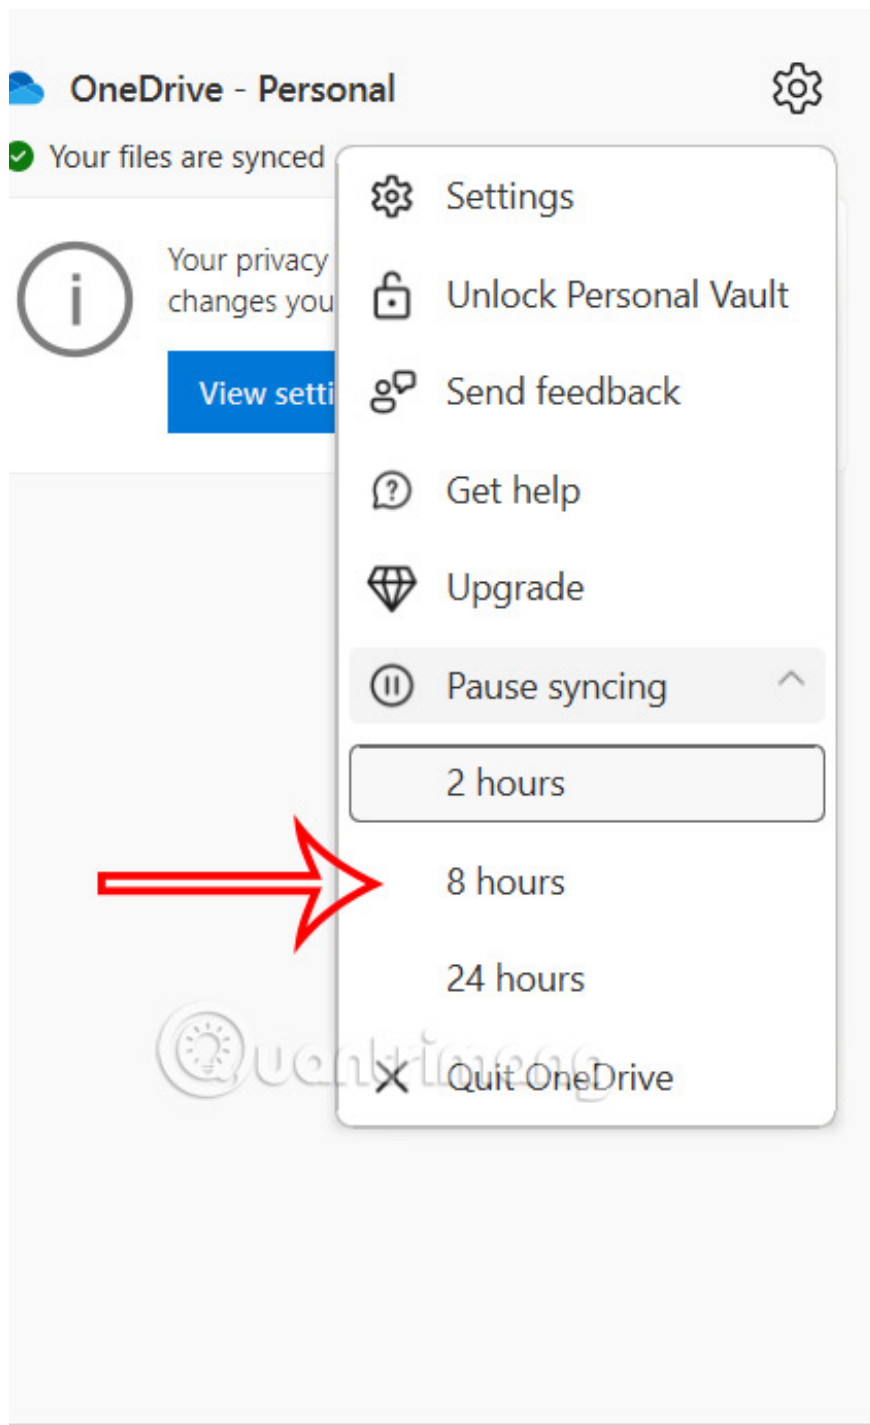 OneDrive - Personal
Your files are synced
Your privacy
changes you
View setti
Settings
Unlock Personal Vault
Send feedback
Get help
Upgrade
Pause syncing
2 hours
8 hours
24 hours
Quantrimang
Quit OneDrive